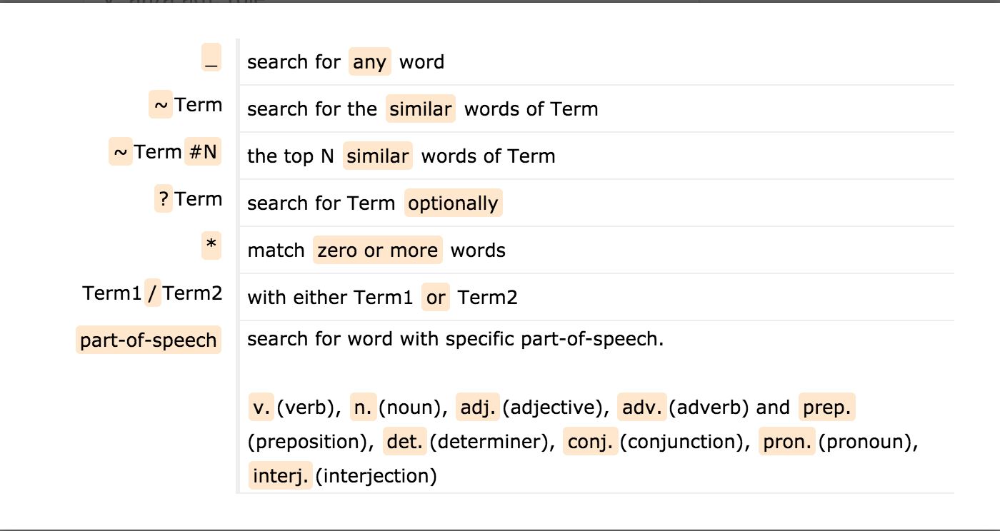 _ search for any word
~ Term search for the similar words of Term
~ Term #N the top N similar words of Term
? Term search for Term optionally
* match zero or more words
Term1 / Term2 with either Term1 or Term2
part-of-speech search for word with specific part-of-speech.
v. (verb), n. (noun), adj. (adjective), adv. (adverb) and prep.
(preposition), det. (determiner), conj. (conjunction), pron. (pronoun),
interj. (interjection)